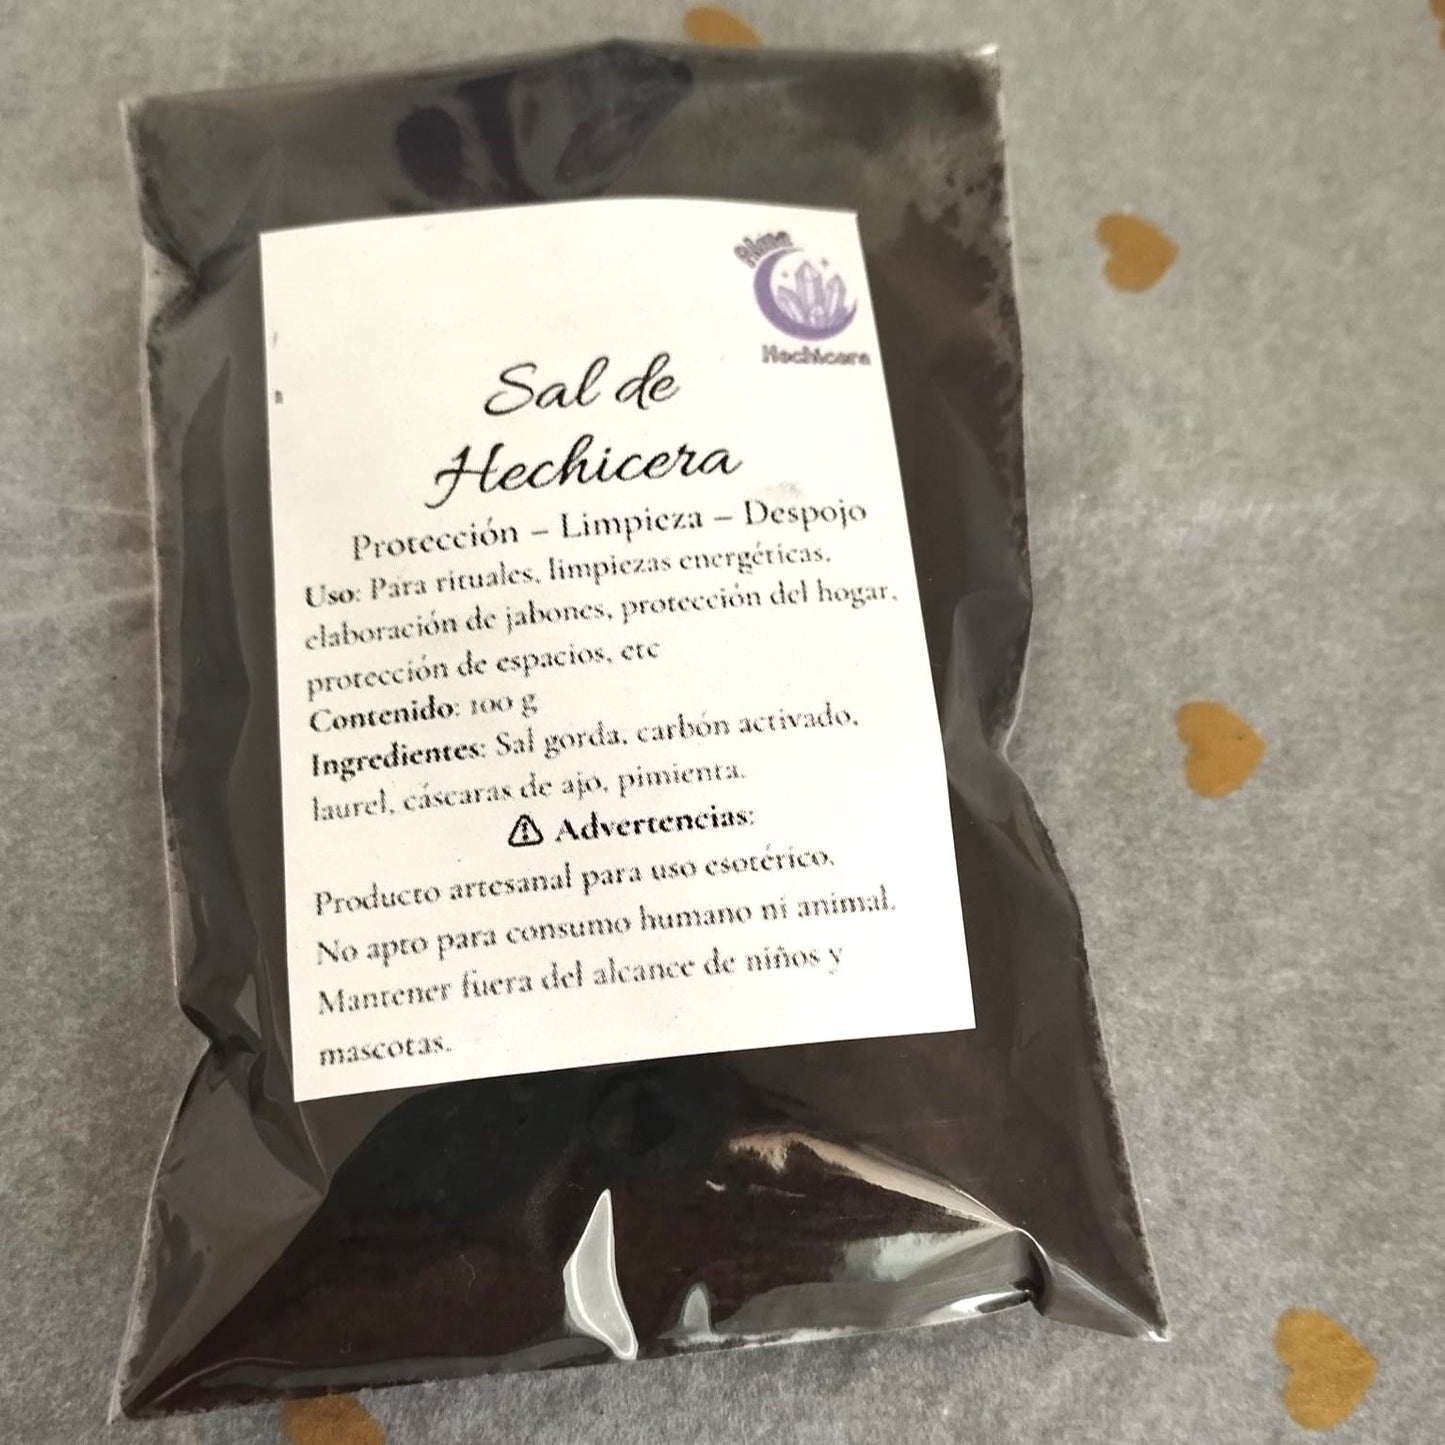 Alma
Hechicera
Sal de
Hechicera
Protección – Limpieza – Despojo
Uso: Para rituales, limpiezas energéticas,
elaboración de jabones, protección del hogar,
protección de espacios, etc
Contenido: 100 g
Ingredientes: Sal gorda, carbón activado,
laurel, cáscaras de ajo, pimienta.
⚠ Advertencias:
Producto artesanal para uso esotérico.
No apto para consumo humano ni animal.
Mantener fuera del alcance de niños y
mascotas.